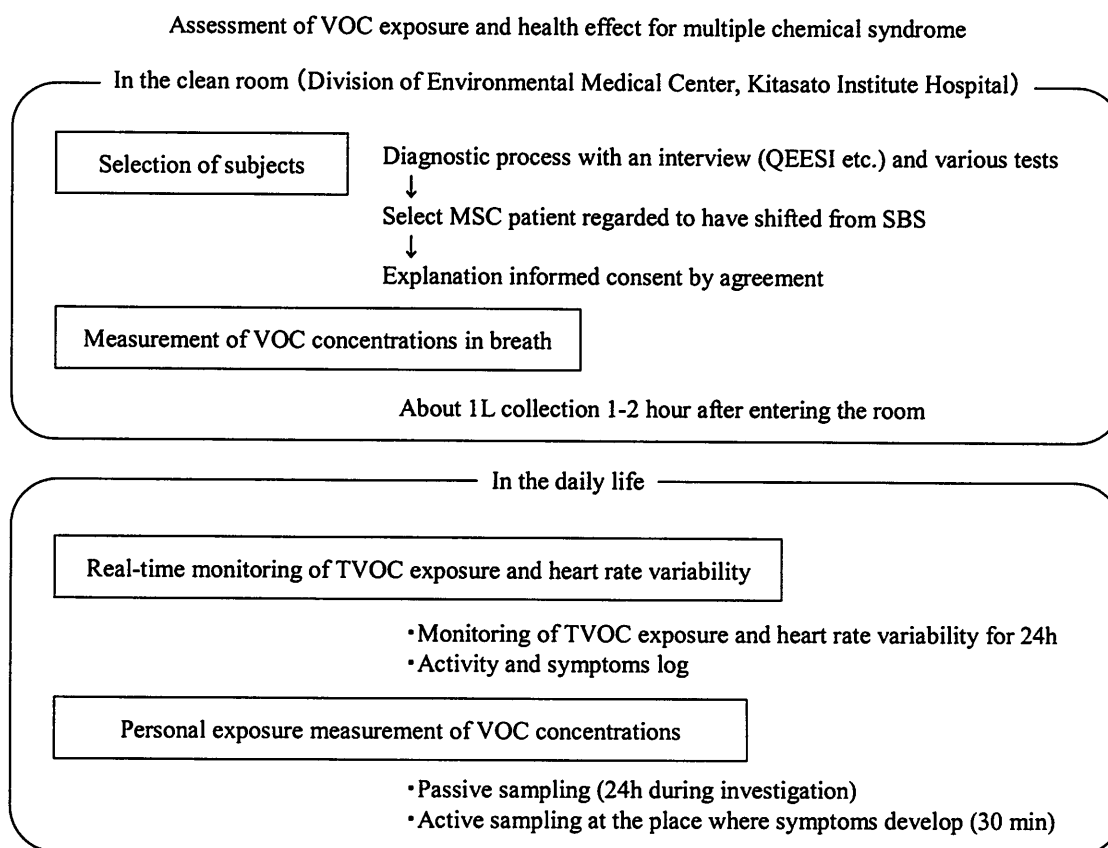 Assessment of VOC exposure and health effect for multiple chemical syndrome
In the clean room (Division of Environmental Medical Center, Kitasato Institute Hospital)
Selection of subjects
Diagnostic process with an interview (QEESI etc.) and various tests
↓
Select MSC patient regarded to have shifted from SBS
↓
Explanation informed consent by agreement
Measurement of VOC concentrations in breath
About 1L collection 1-2 hour after entering the room
In the daily life
Real-time monitoring of TVOC exposure and heart rate variability
・Monitoring of TVOC exposure and heart rate variability for 24h
・Activity and symptoms log
Personal exposure measurement of VOC concentrations
・Passive sampling (24h during investigation)
・Active sampling at the place where symptoms develop (30 min)